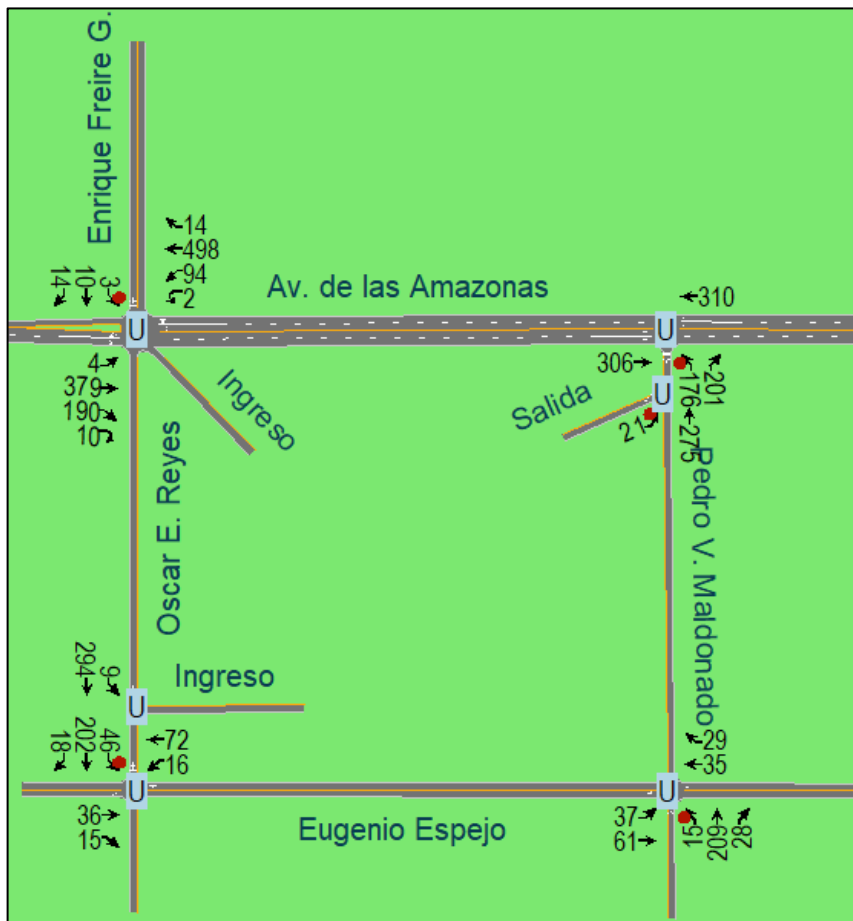 Enrique Freire G.
14
498
94
2
14
10
3
Av. de las Amazonas
310
U
U
4
379
190
10
Ingreso
306
176
201
Salida
U
21
275
Oscar E. Reyes
Pedro V. Maldonado
294
9
Ingreso
U
18
202
46
72
16
29
35
U
U
36
15
Eugenio Espejo
37
61
15
209
28